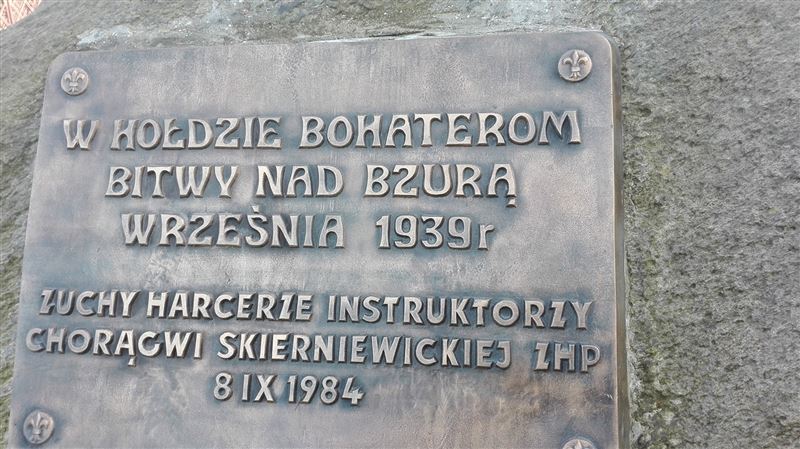 W HOŁDZIE BOHATEROM
BITWY NAD BZURĄ
WRZEŚNIA 1939r
ZUCHY HARCERZE INSTRUKTORZY
CHORĄGWI SKIERNIEWICKIEJ ZHP
8 IX 1984